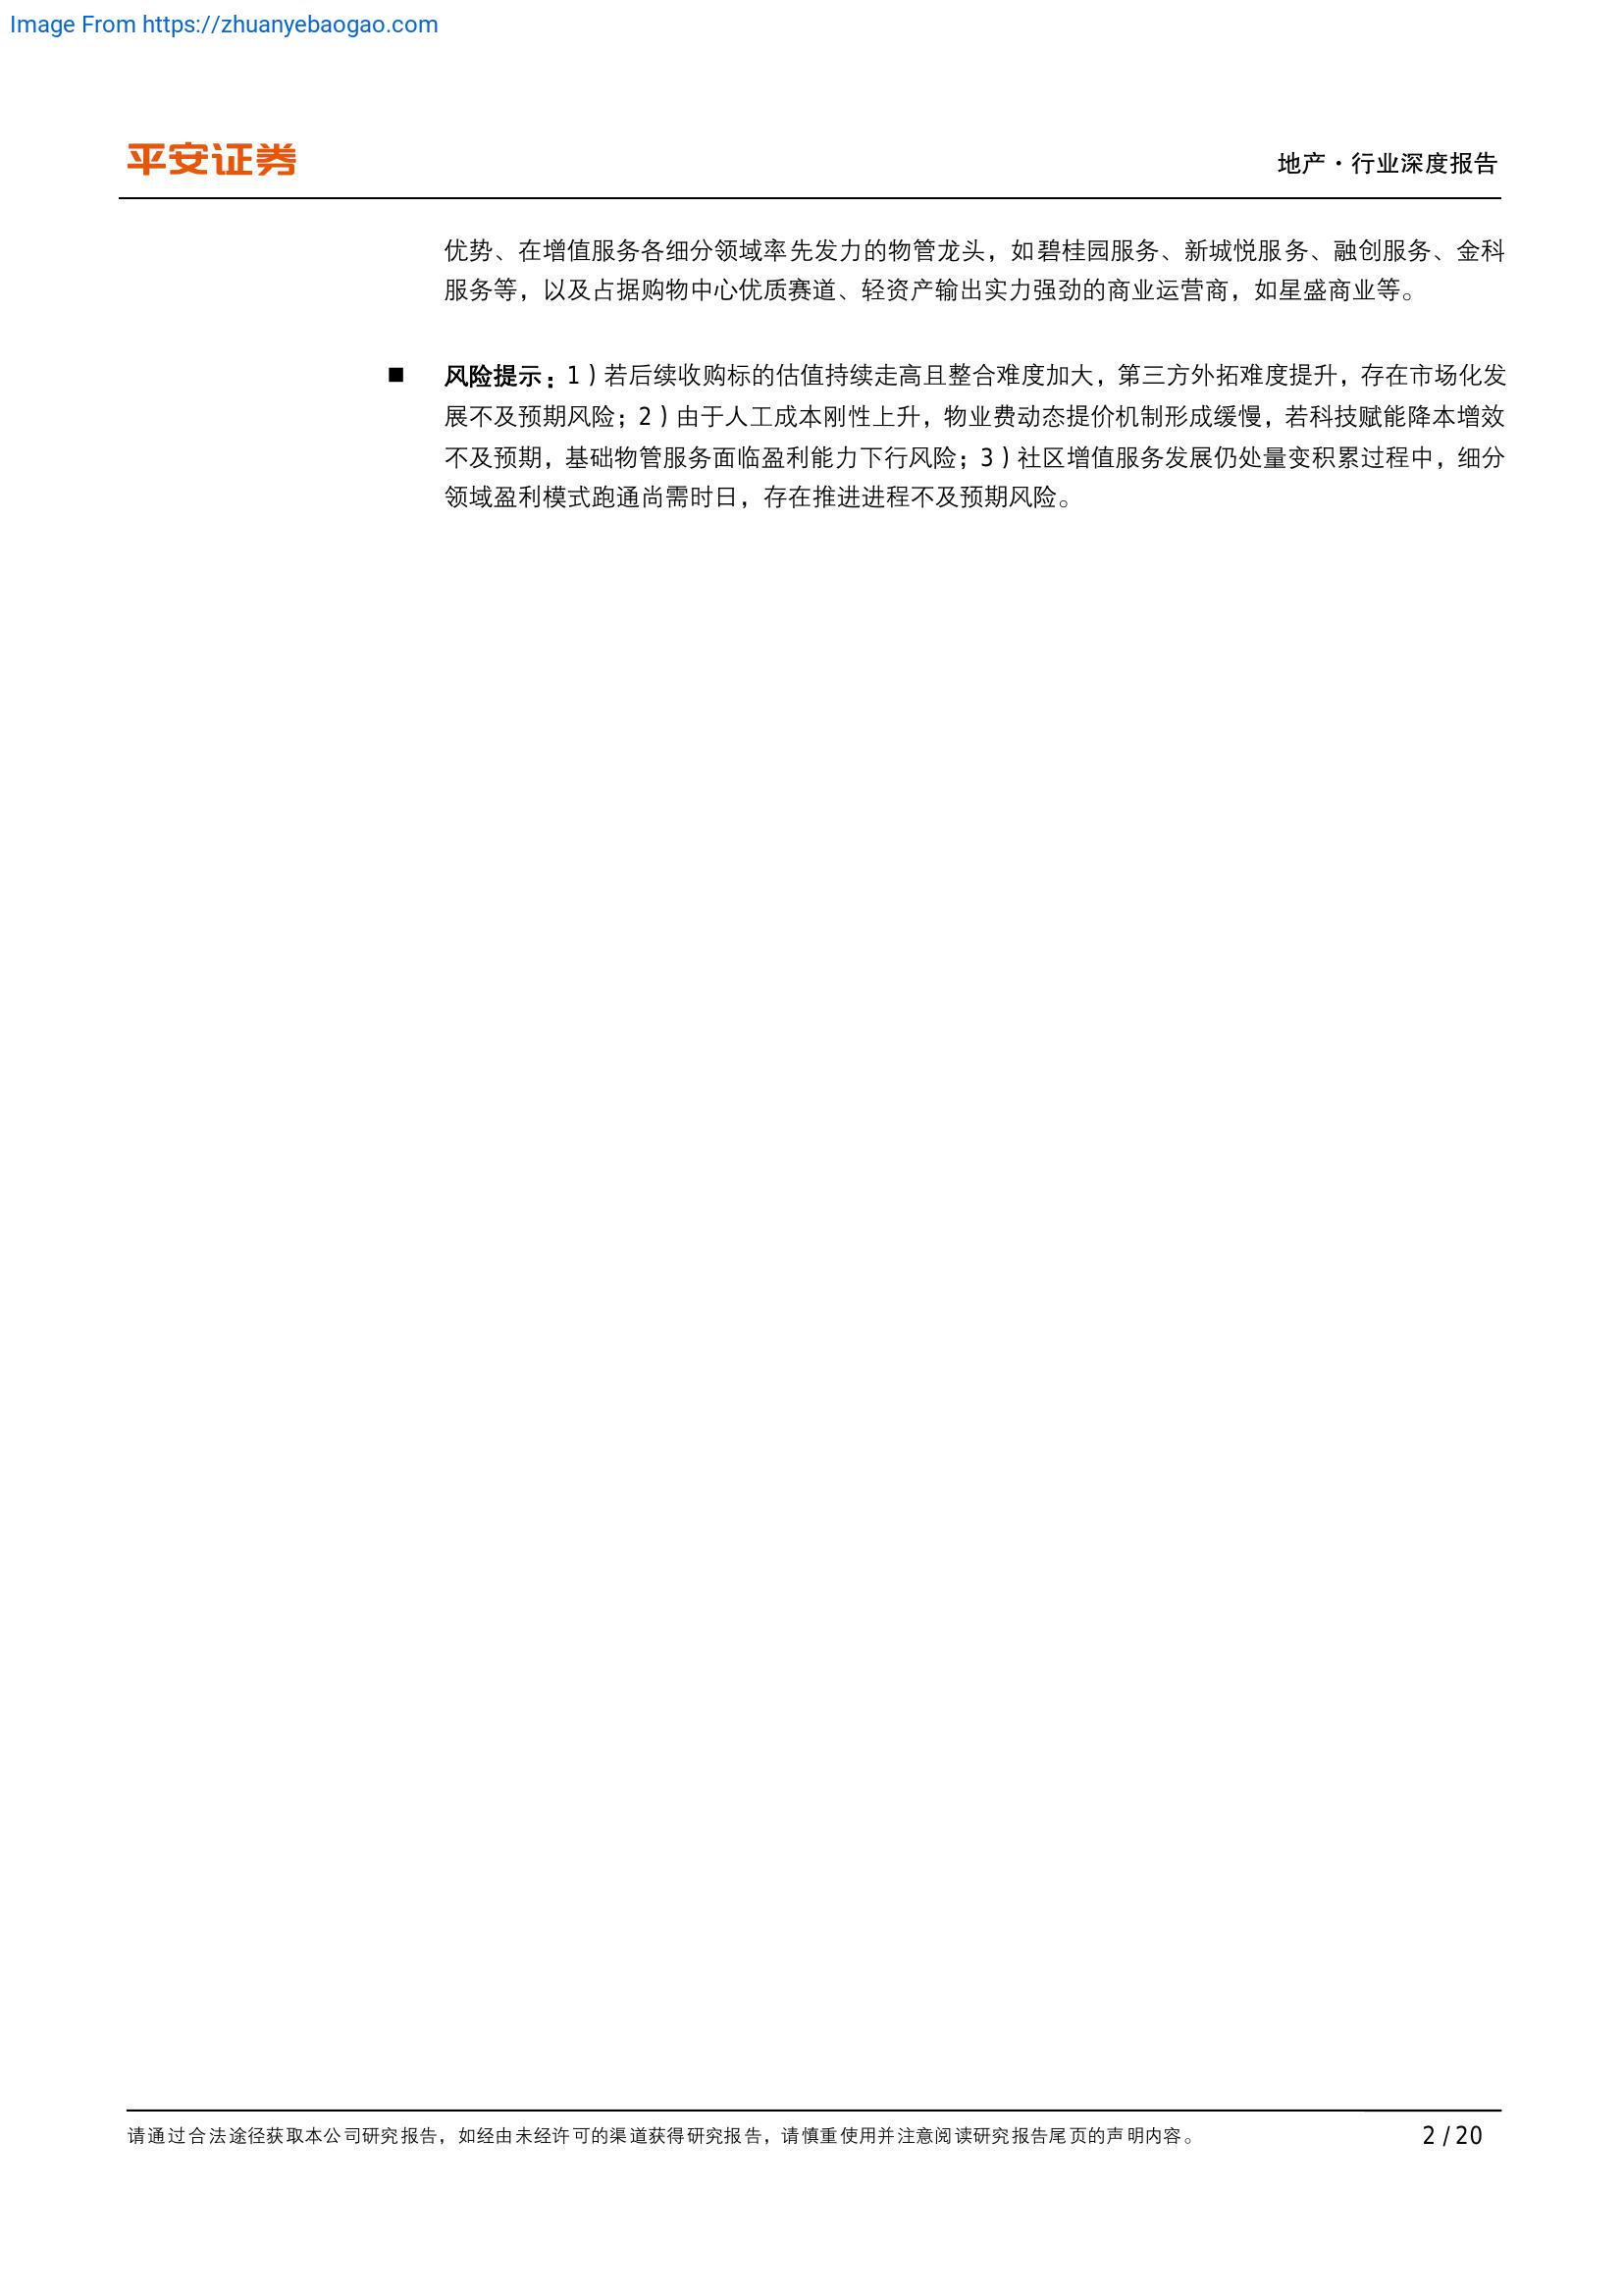 Image From https://zhuanyebaogao.com
平安证券
地产·行业深度报告
优势、在增值服务各细分领域率先发力的物管龙头，如碧桂园服务、新城悦服务、融创服务、金科
服务等，以及占据购物中心优质赛道、轻资产输出实力强劲的商业运营商，如星盛商业等。
■ 风险提示：1）若后续收购标的估值持续走高且整合难度加大，第三方外拓难度提升，存在市场化发
展不及预期风险；2）由于人工成本刚性上升，物业费动态提价机制形成缓慢，若科技赋能降本增效
不及预期，基础物管服务面临盈利能力下行风险；3）社区增值服务发展仍处量变积累过程中，细分
领域盈利模式跑通尚需时日，存在推进进程不及预期风险。
请通过合法途径获取本公司研究报告，如经由未经许可的渠道获得研究报告，请慎重使用并注意阅读研究报告尾页的声明内容。
2 / 20